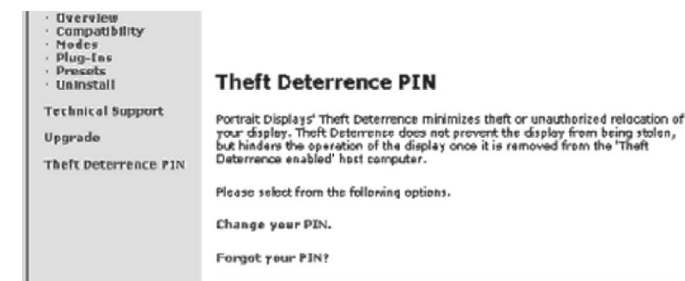 · Overview
· Compatibility
· Modes
· Plug-Ins
· Presets
· Uninstall
Technical Support
Upgrade
Theft Deterrence PIN
Theft Deterrence PIN
Portrait Displays' Theft Deterrence minimizes theft or unauthorized relocation of
your display. Theft Deterrence does not prevent the display from being stolen,
but hinders the operation of the display once it is removed from the 'Theft
Deterrence enabled' host computer.
Please select from the following options.
Change your PIN.
Forgot your PIN?